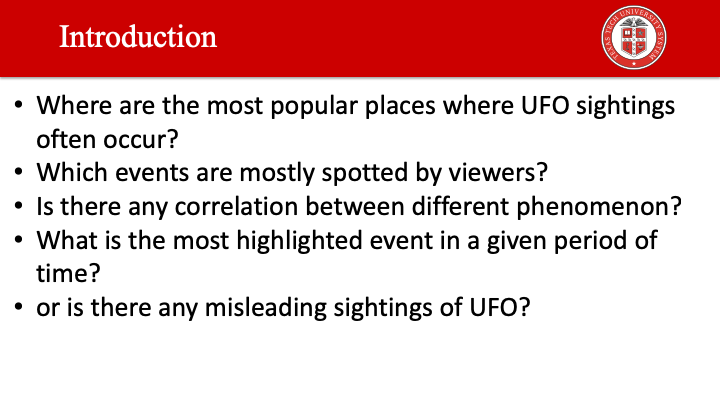 Introduction
TEXAS TECH UNIVERSITY SYSTEM
• Where are the most popular places where UFO sightings
often occur?
• Which events are mostly spotted by viewers?
• Is there any correlation between different phenomenon?
• What is the most highlighted event in a given period of
time?
• or is there any misleading sightings of UFO?